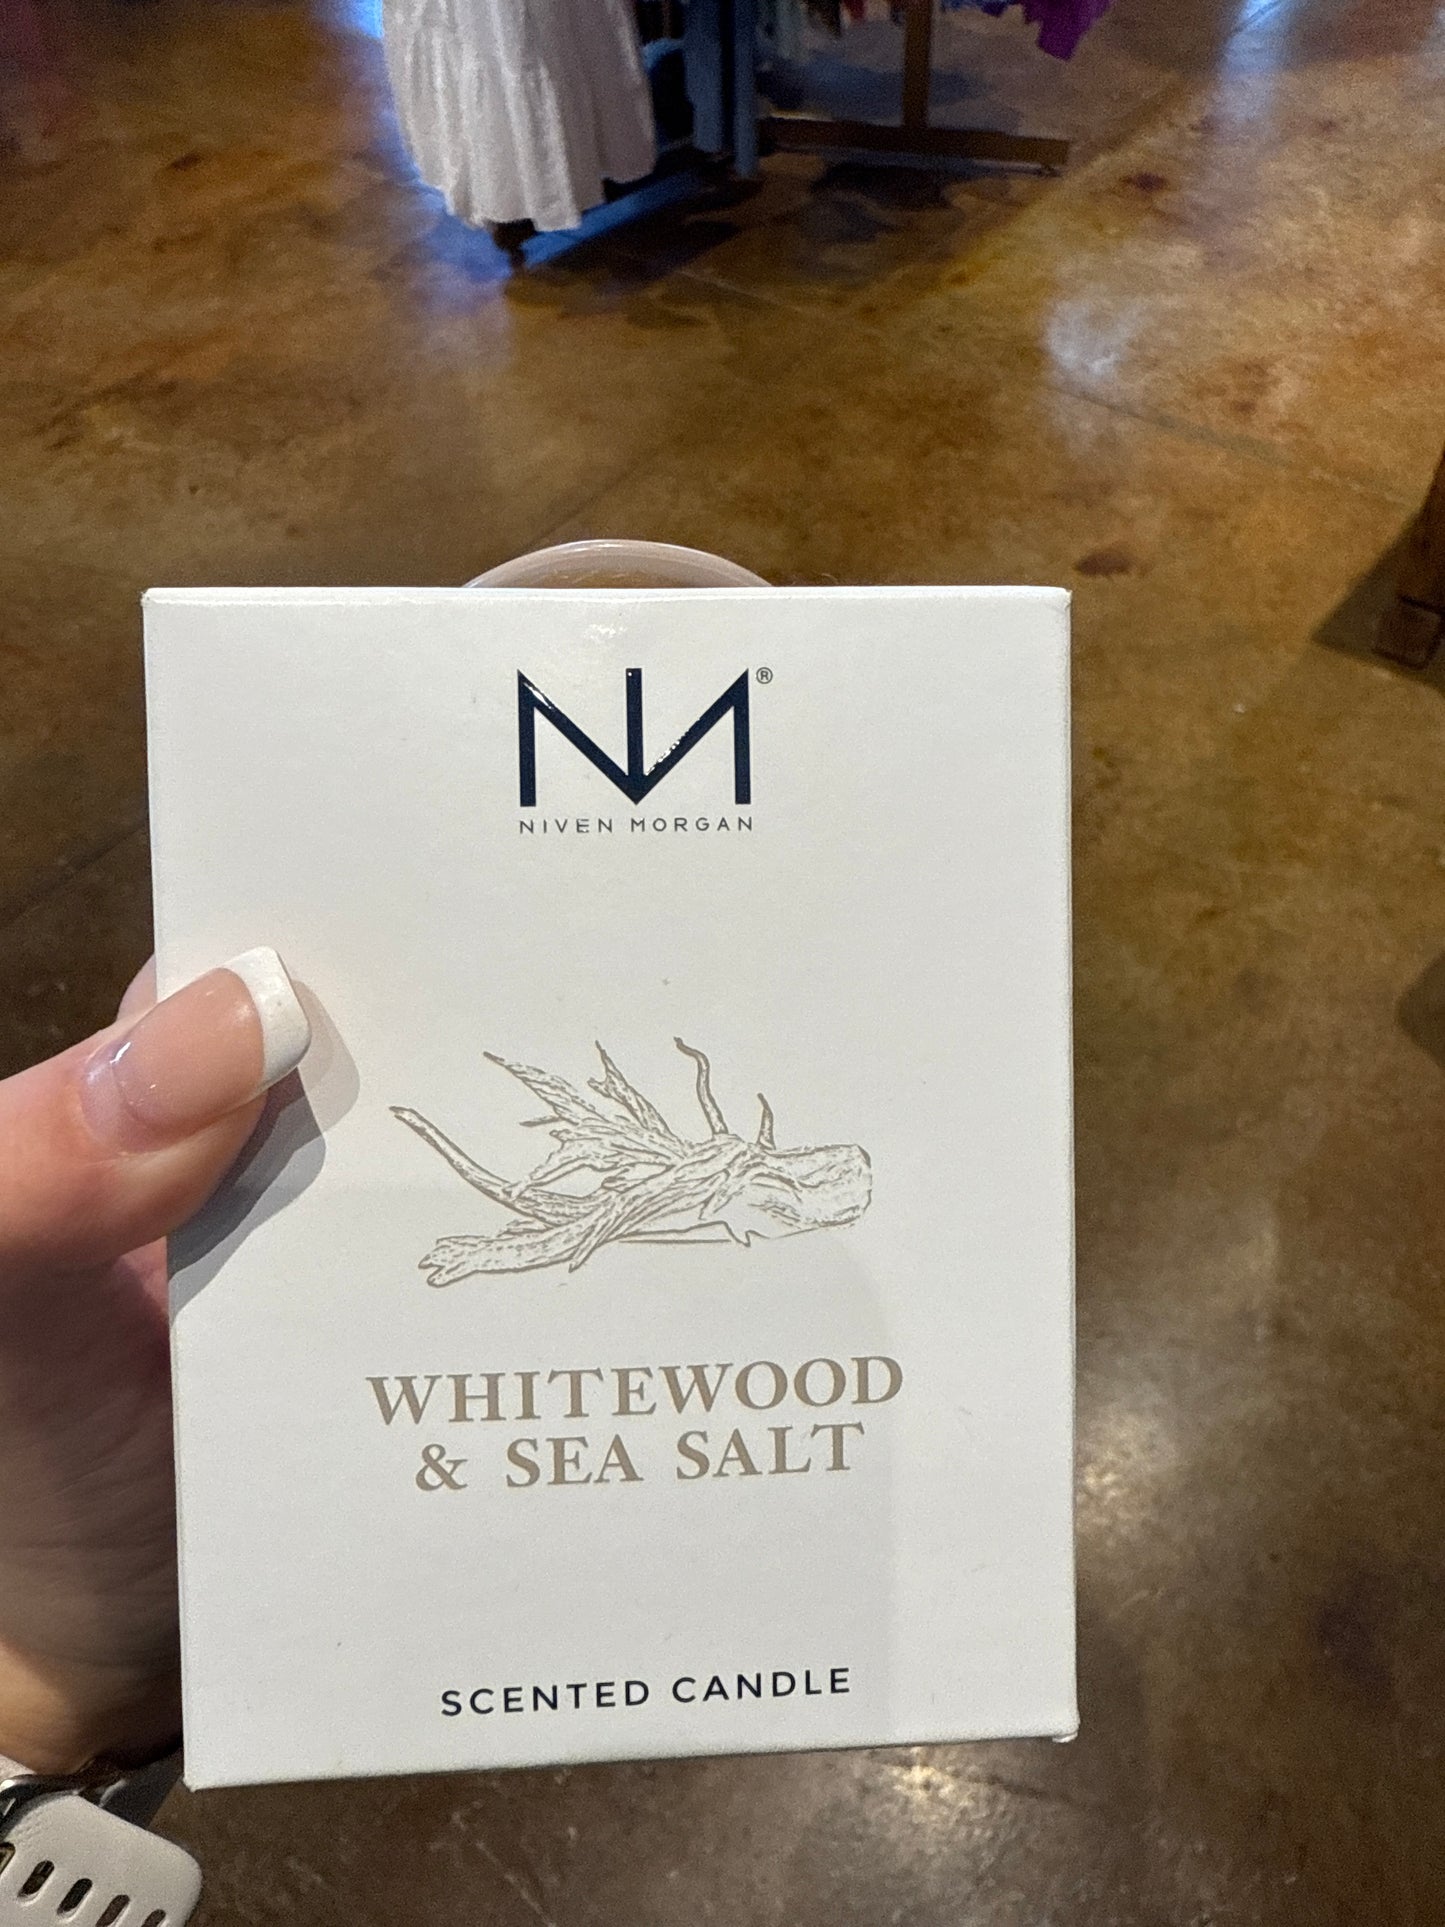 NM®
NIVEN MORGAN
WHITEWOOD
& SEA SALT
SCENTED CANDLE